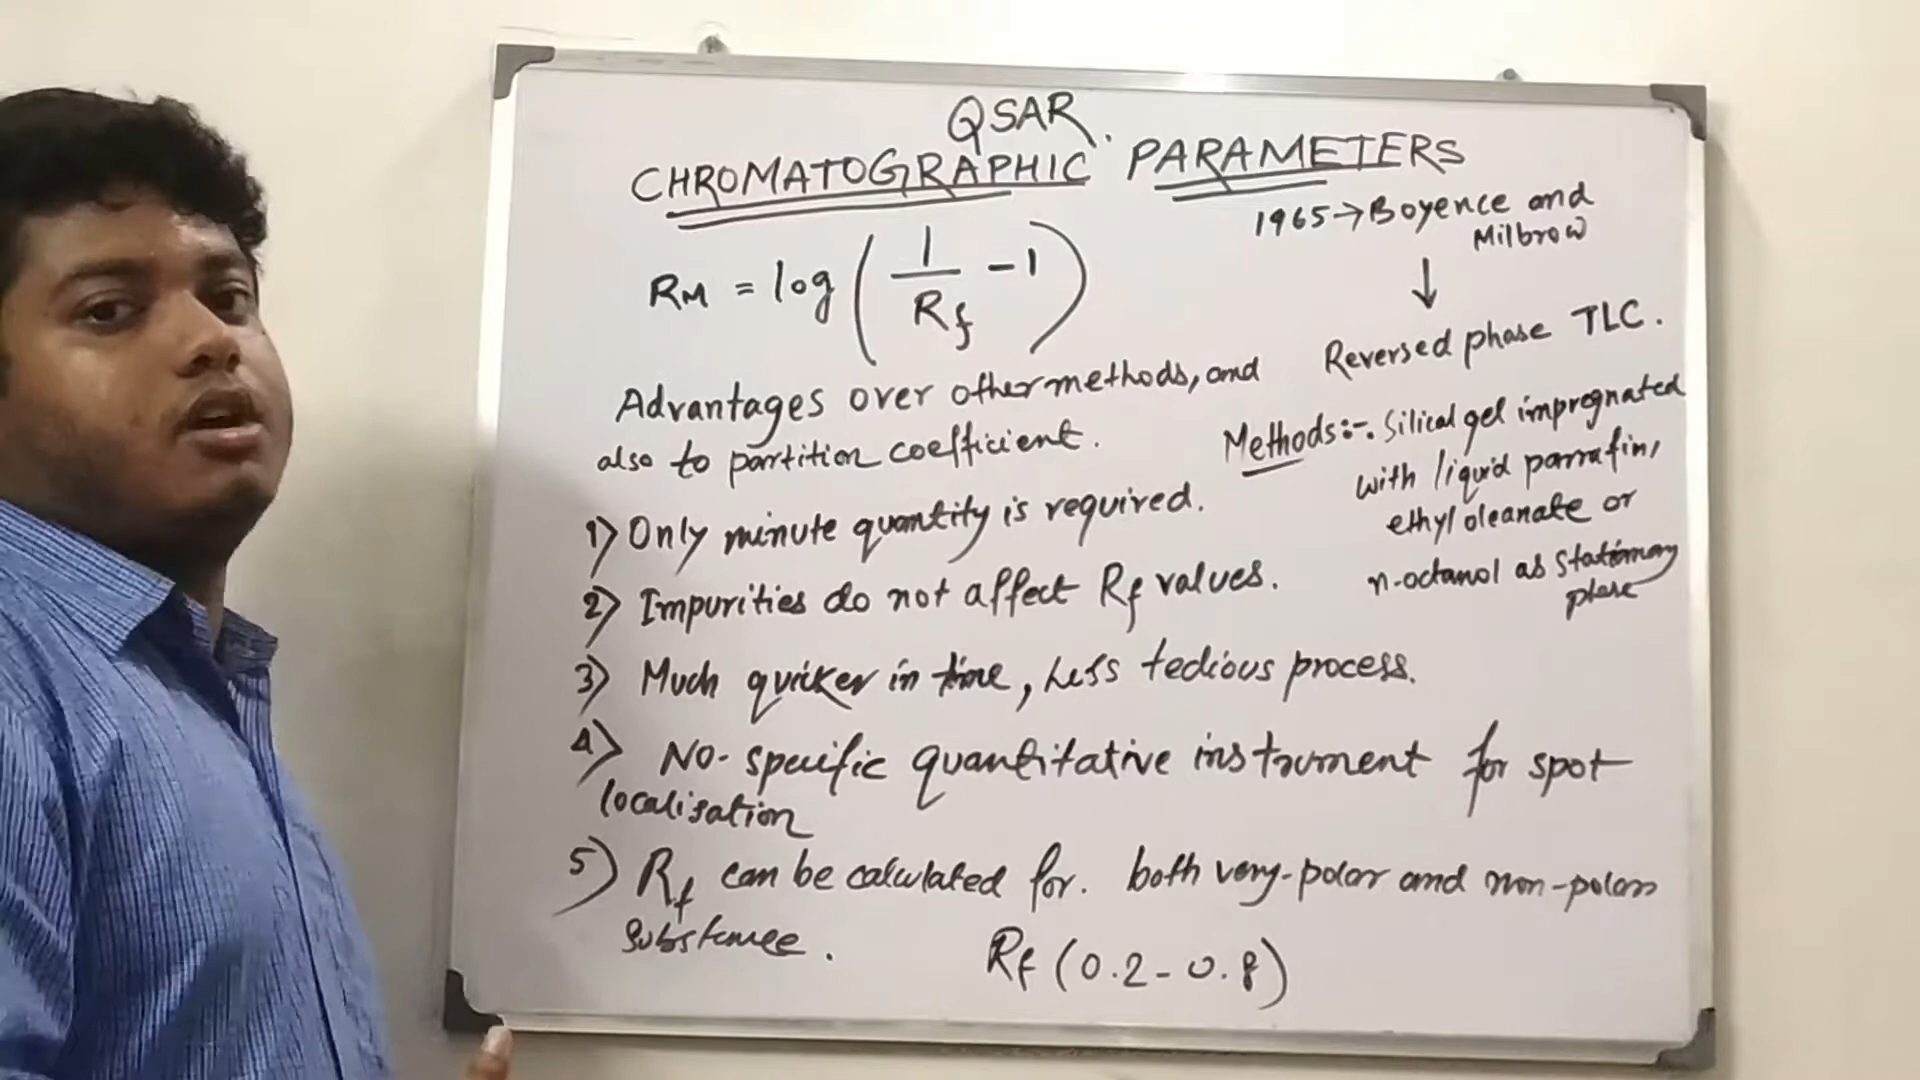 QSAR
CHROMATOGRAPHIC PARAMETERS
1965→Boyence and
Milbrow
↓
Reversed phase TLC.
RM = log ( 1/Rf - 1 )
Advantages over other methods, and
also to partition coefficient.
Methods:-. Silical gel impregnated
with liquid parrafin,
ethyl oleanate or
n-octanol as stationary
phase
1) Only minute quantity is required.
2) Impurities do not affect Rf values.
3) Much quicker in time, Less tedious process.
4) NO- specific quantitative instrument for spot
localisation
5) Rf can be calculated for. both very-polar and non-polar
substance.
Rf (0.2-0.8)